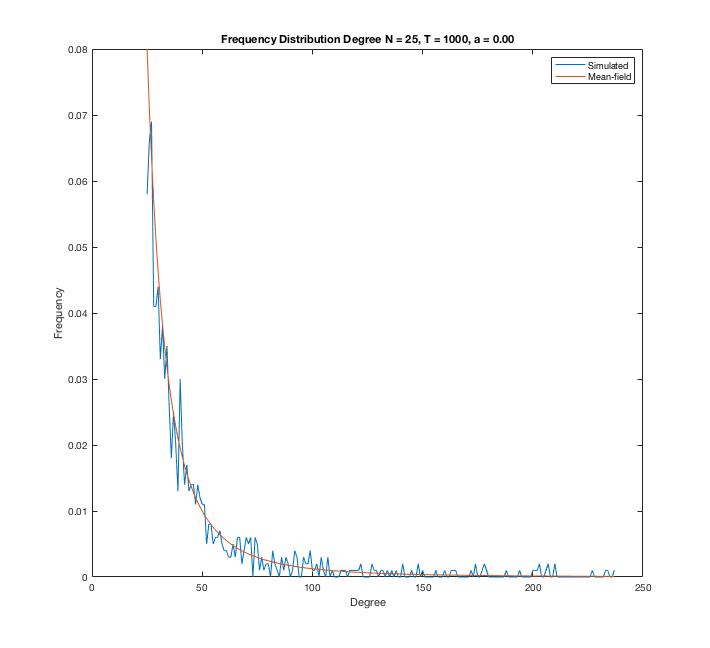 Frequency Distribution Degree N = 25, T = 1000, a = 0.00
Simulated
Mean-field
0.08
0.07
0.06
0.05
0.04
0.03
0.02
0.01
0
Frequency
0 50 100 150 200 250
Degree